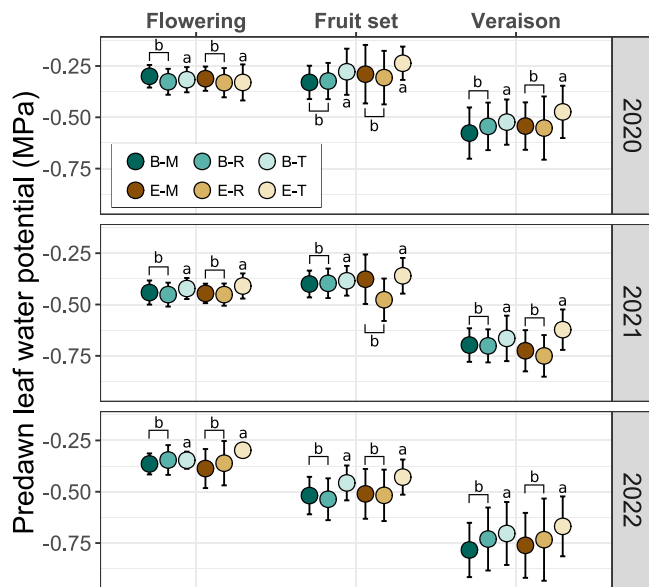 Flowering Fruit set Veraison
Predawn leaf water potential (MPa)
b a b a b a b a b a b a
-0.25
-0.50
-0.75
2020
B-M B-R B-T
E-M E-R E-T
b a b a b a b a b a b a
-0.25
-0.50
-0.75
2021
b a b a b a b a b a b a
-0.25
-0.50
-0.75
2022